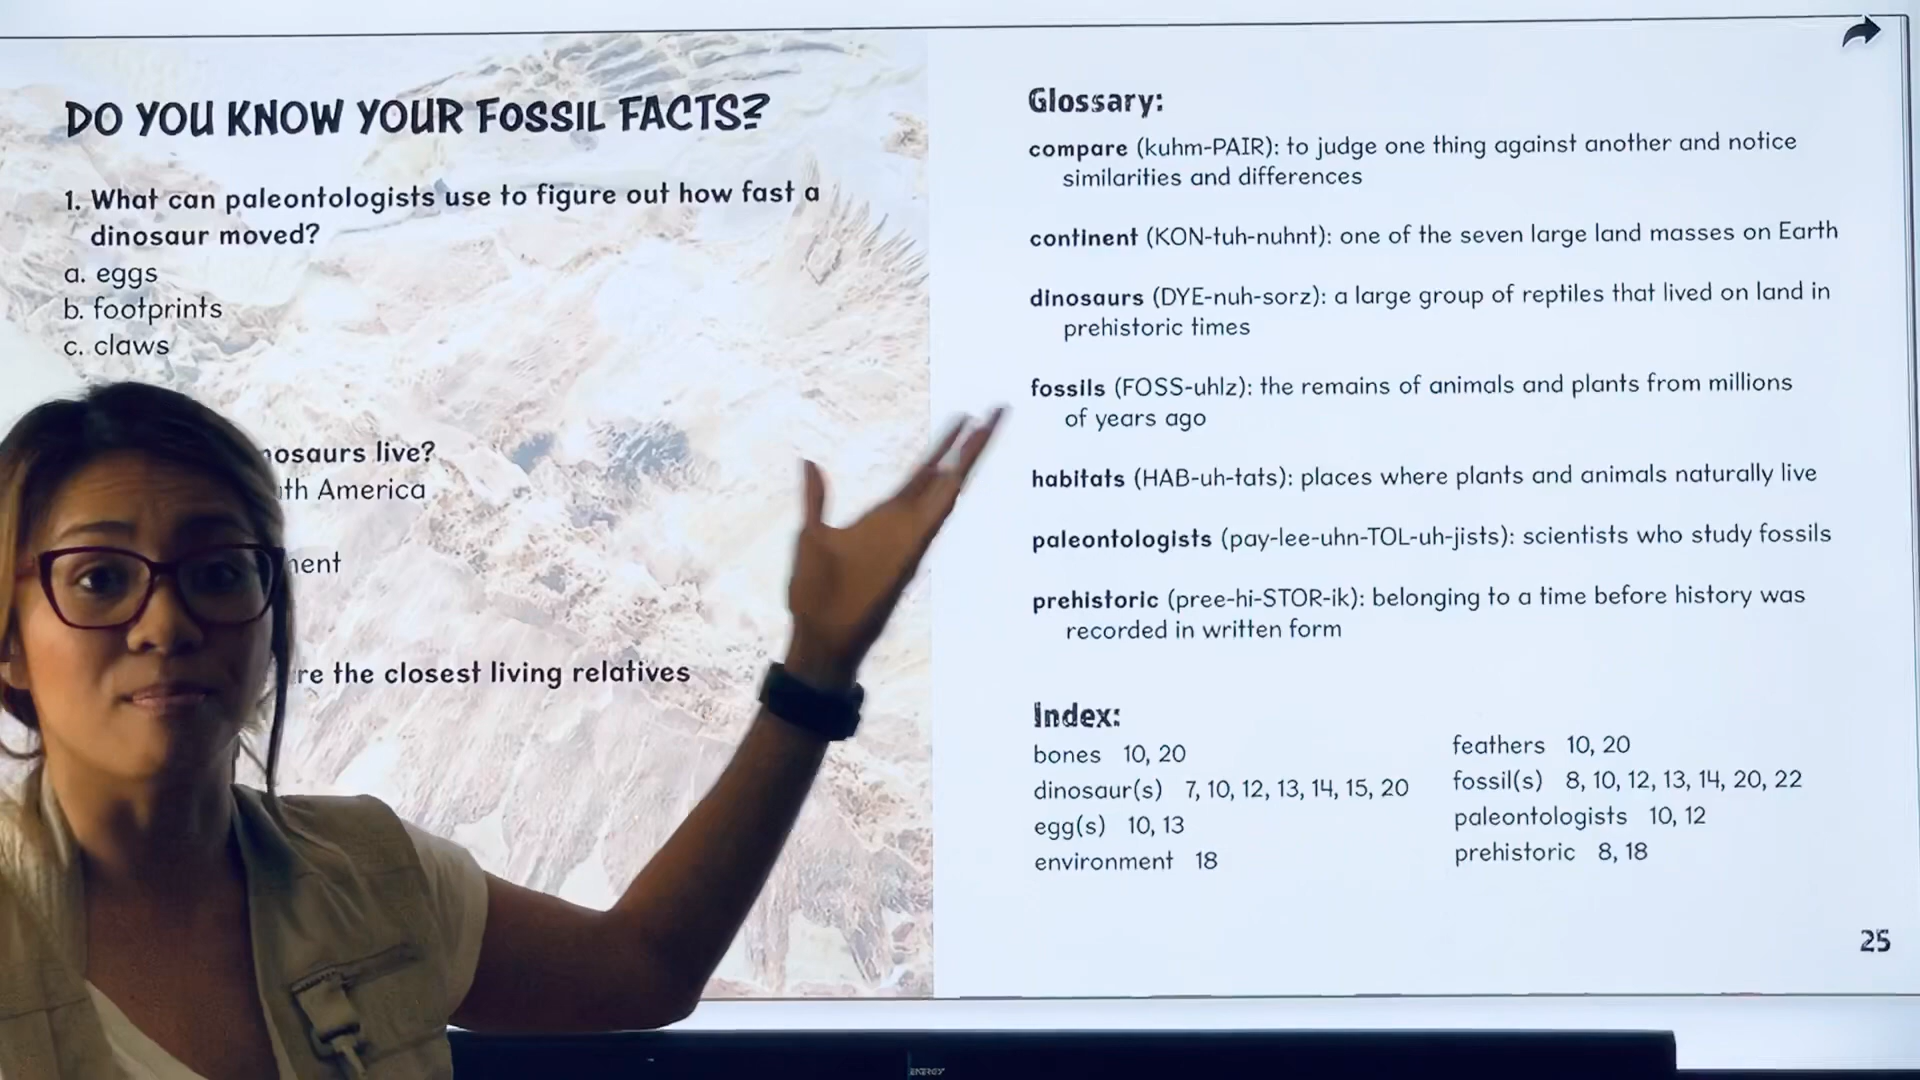 DO YOU KNOW YOUR FOSSIL FACTS?
1. What can paleontologists use to figure out how fast a
dinosaur moved?
a. eggs
b. footprints
c. claws
live?
America
re the closest living relatives
Glossary:
compare (kuhm-PAIR): to judge one thing against another and notice
similarities and differences
continent (KON-tuh-nuhnt): one of the seven large land masses on Earth
dinosaurs (DYE-nuh-sorz): a large group of reptiles that lived on land in
prehistoric times
fossils (FOSS-uhlz): the remains of animals and plants from millions
of years ago
habitats (HAB-uh-tats): places where plants and animals naturally live
paleontologists (pay-lee-uhn-TOL-uh-jists): scientists who study fossils
prehistoric (pree-hi-STOR-ik): belonging to a time before history was
recorded in written form
Index:
bones 10, 20
dinosaur(s) 7, 10, 12, 13, 14, 15, 20
egg(s) 10, 13
environment 18
feathers 10, 20
fossil(s) 8, 10, 12, 13, 14, 20, 22
paleontologists 10, 12
prehistoric 8, 18
25